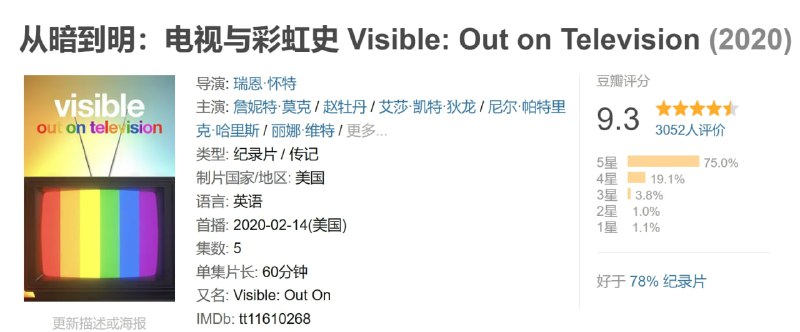 从暗到明：电视与彩虹史 Visible: Out on Television (2020)
visible
out on television
更新描述或海报
导演: 瑞恩·怀特
主演: 詹妮特·莫克 / 赵牡丹 / 艾莎·凯特·狄龙 / 尼尔·帕特里
克·哈里斯 / 丽娜·维特 / 更多...
类型: 纪录片 / 传记
制片国家/地区: 美国
语言: 英语
首播: 2020-02-14(美国)
集数: 5
单集片长: 60分钟
又名: Visible: Out On
IMDb: tt11610268
豆瓣评分
9.3
3052人评价
5星 75.0%
4星 19.1%
3星 3.8%
2星 1.0%
1星 1.1%
好于 78% 纪录片